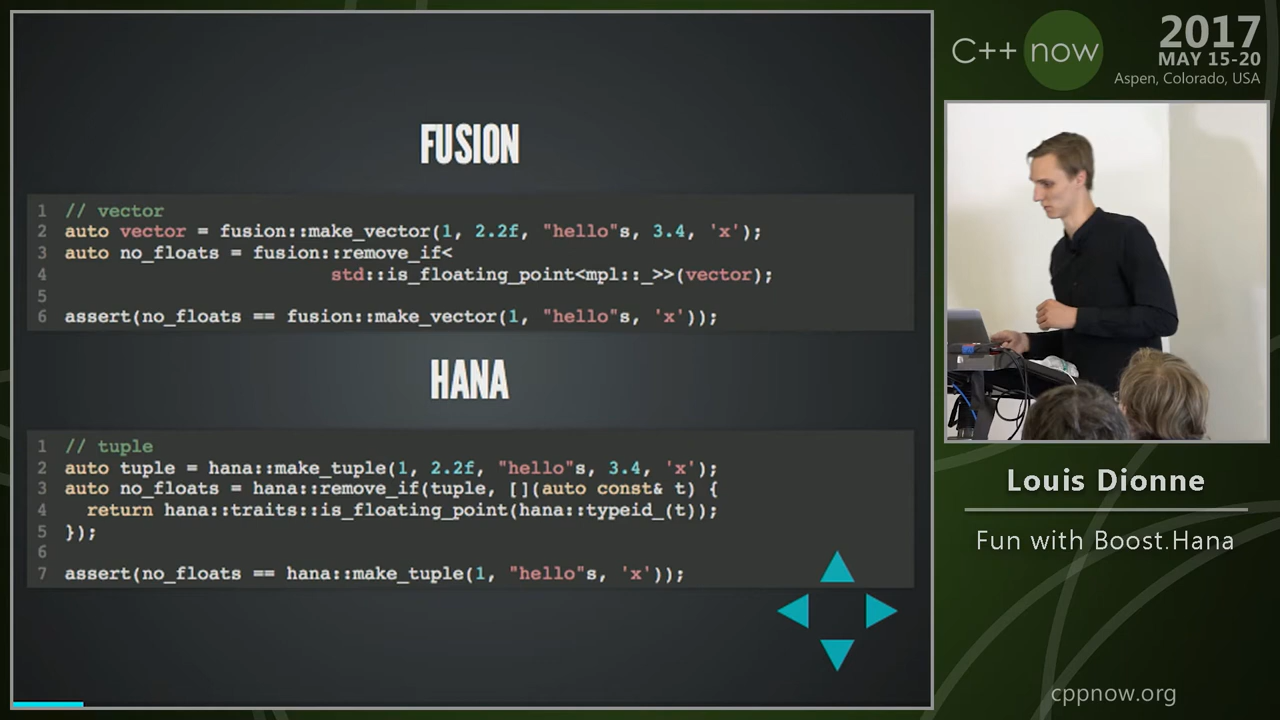 FUSION
1 // vector
2 auto vector = fusion::make_vector(1, 2.2f, "hello"s, 3.4, 'x');
3 auto no_floats = fusion::remove_if<
4                         std::is_floating_point<mpl::_>>(vector);
5
6 assert(no_floats == fusion::make_vector(1, "hello"s, 'x'));
HANA
1 // tuple
2 auto tuple = hana::make_tuple(1, 2.2f, "hello"s, 3.4, 'x');
3 auto no_floats = hana::remove_if(tuple, [](auto const& t) {
4   return hana::traits::is_floating_point(hana::typeid_(t));
5 });
6
7 assert(no_floats == hana::make_tuple(1, "hello"s, 'x'));
C++ now
2017
MAY 15-20
Aspen, Colorado, USA
Louis Dionne
Fun with Boost.Hana
cppnow.org